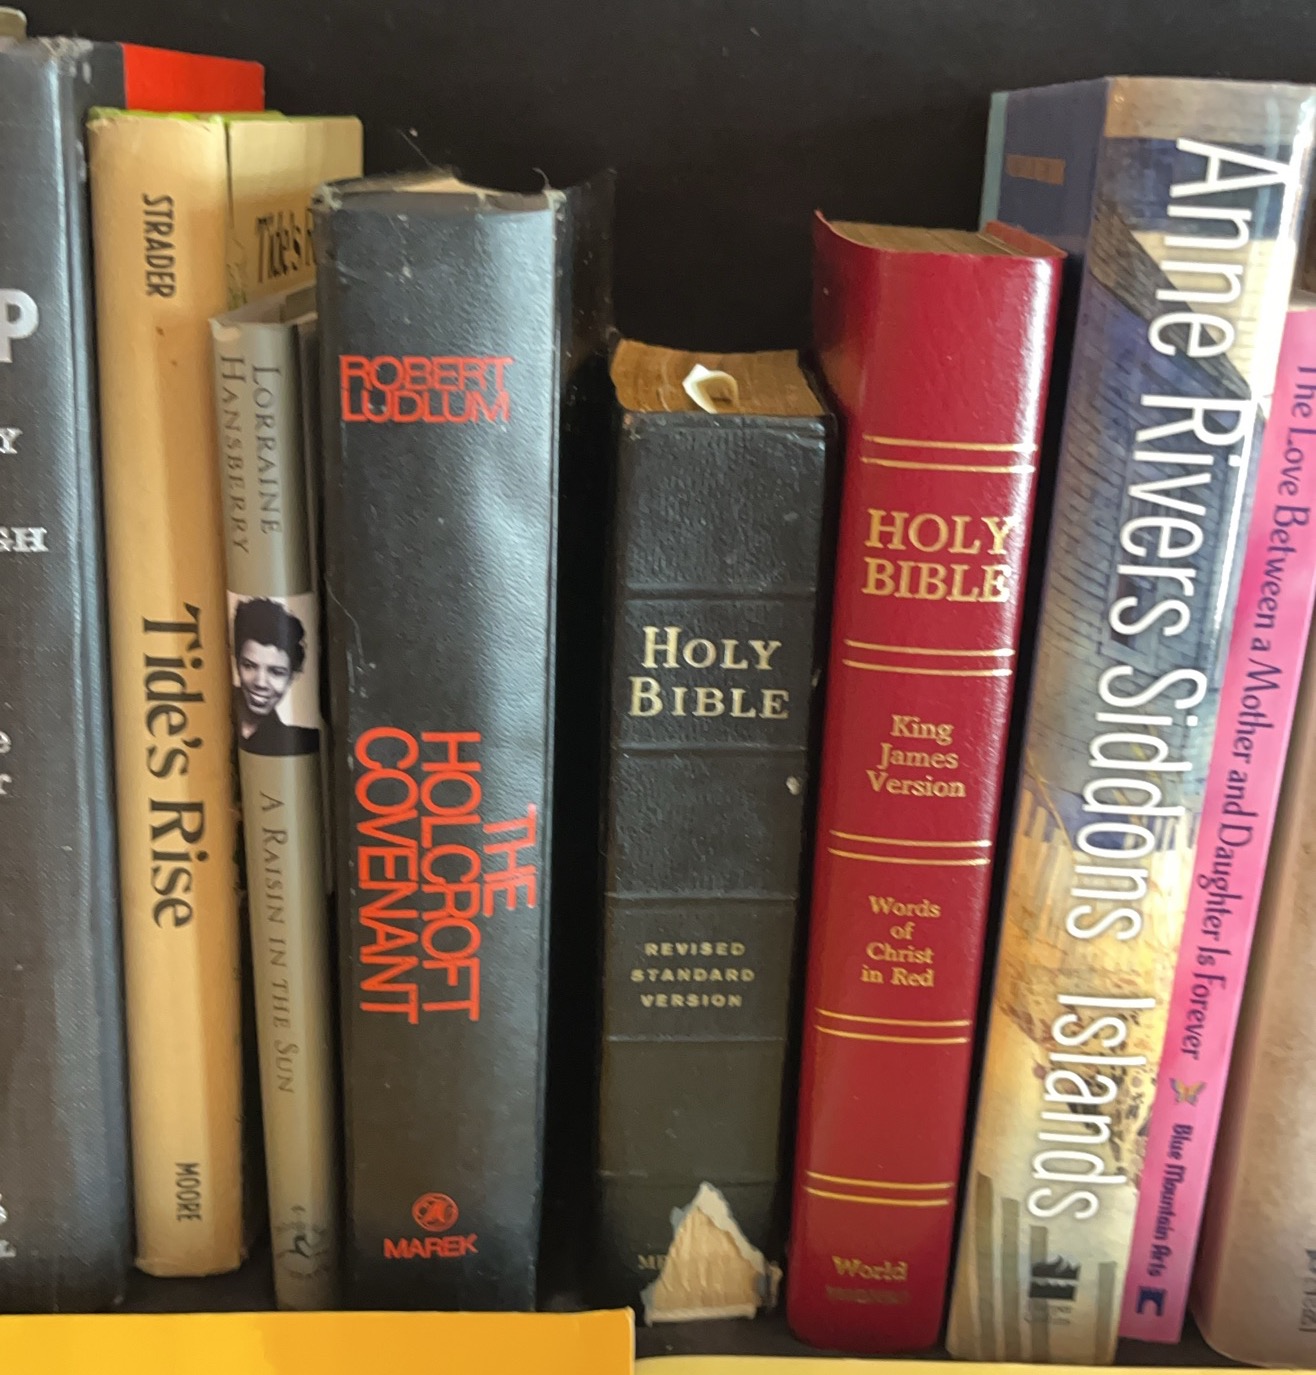 P
Y
GH
STRADER
Tide's Rise
MOORE
Tide's R
LORRAINE
HANSBERRY
A RAISIN IN THE SUN
ROBERT
LUDLUM
THE
HOLCROFT
COVENANT
MAREK
HOLY
BIBLE
REVISED
STANDARD
VERSION
HOLY
BIBLE
King
James
Version
Words
of
Christ
in Red
World
Anne Rivers Siddons Islands
The Love Between a Mother and Daughter Is Forever
Blue Mountain Arts